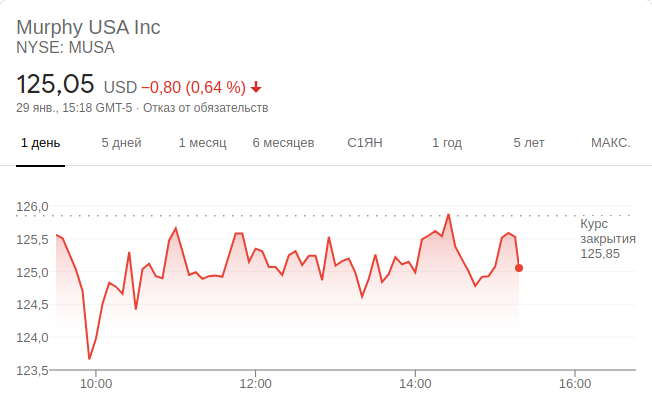 Murphy USA Inc
NYSE: MUSA
125,05 USD −0,80 (0,64 %)
29 янв., 15:18 GMT-5 · Отказ от обязательств
1 день 5 дней 1 месяц 6 месяцев С1ЯН 1 год 5 лет МАКС.
126,0
125,5
125,0
124,5
124,0
123,5
Курс
закрытия
125,85
10:00 12:00 14:00 16:00